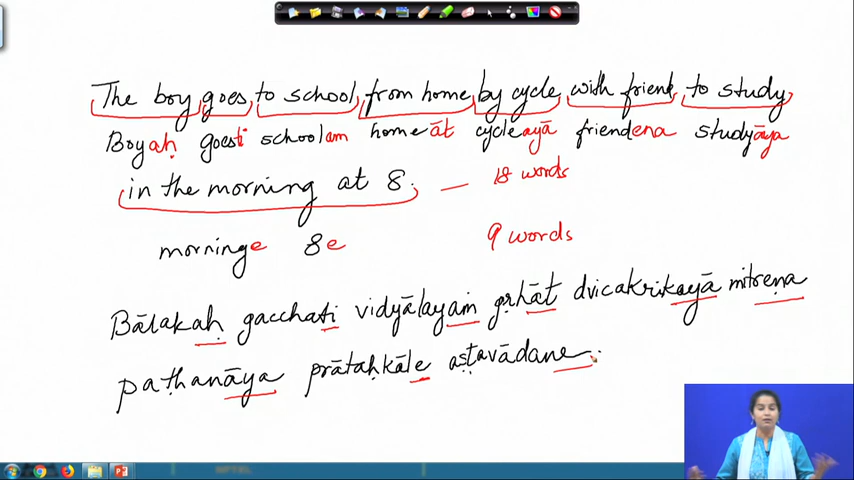 The boy goes to school from home by cycle with friend to study
Boyaḥ goesti schoolam homeāt cycleayā friendena studyāya
in the morning at 8. — 18 words
morninge 8e 9 words
Bālakaḥ gacchati vidyālayaṁ gṛhāt dvicakrikayā mitreṇa
paṭhanāya prātaḥkāle aṣṭavādane